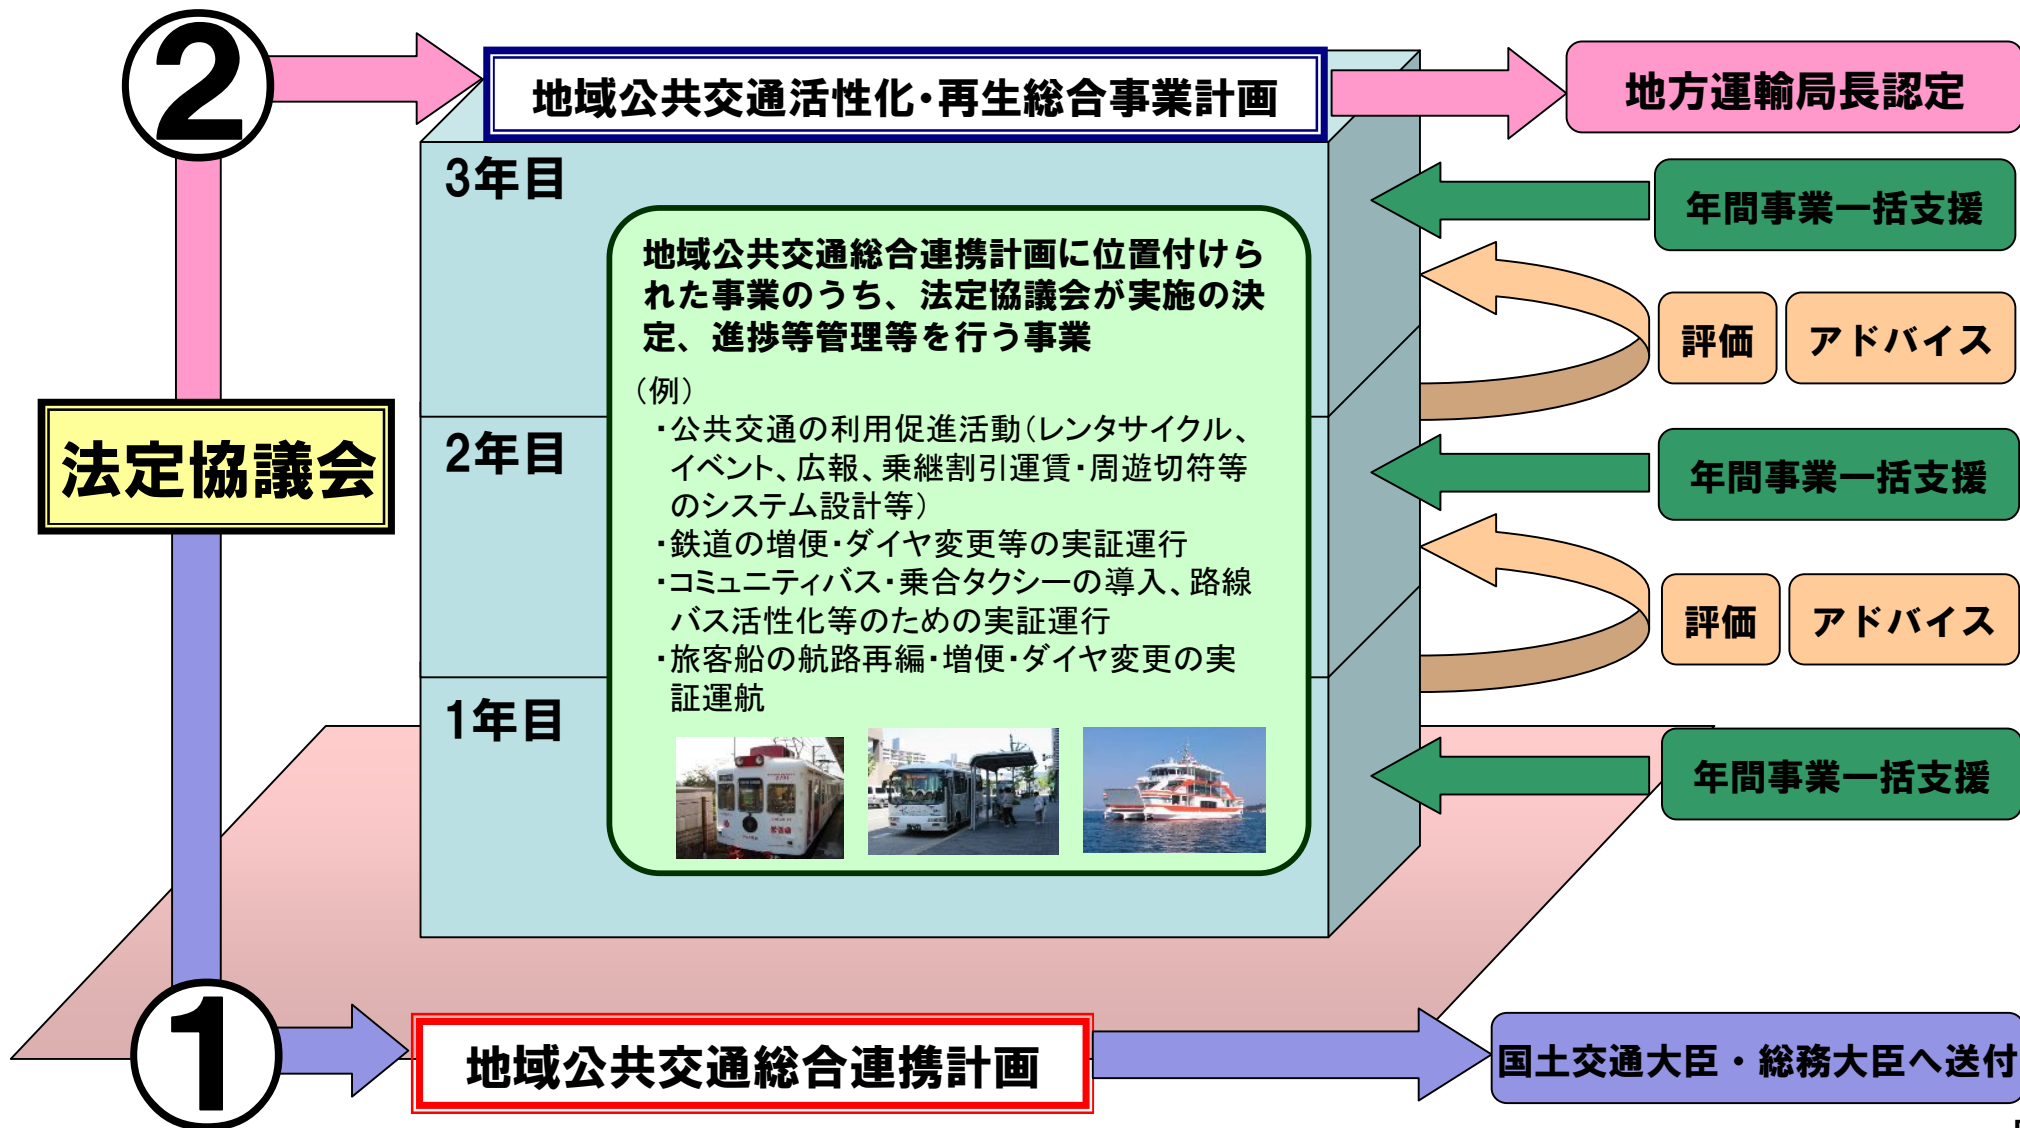 ②
地域公共交通活性化・再生総合事業計画
地方運輸局長認定
3年目
年間事業一括支援
地域公共交通総合連携計画に位置付けら
れた事業のうち、法定協議会が実施の決
定、進捗等管理等を行う事業
評価
アドバイス
(例)
・公共交通の利用促進活動(レンタサイクル、
イベント、広報、乗継割引運賃・周遊切符等
のシステム設計等)
・鉄道の増便・ダイヤ変更等の実証運行
・コミュニティバス・乗合タクシーの導入、路線
バス活性化等のための実証運行
・旅客船の航路再編・増便・ダイヤ変更の実
証運航
法定協議会
2年目
年間事業一括支援
評価
アドバイス
1年目
年間事業一括支援
①
地域公共交通総合連携計画
国土交通大臣・総務大臣へ送付